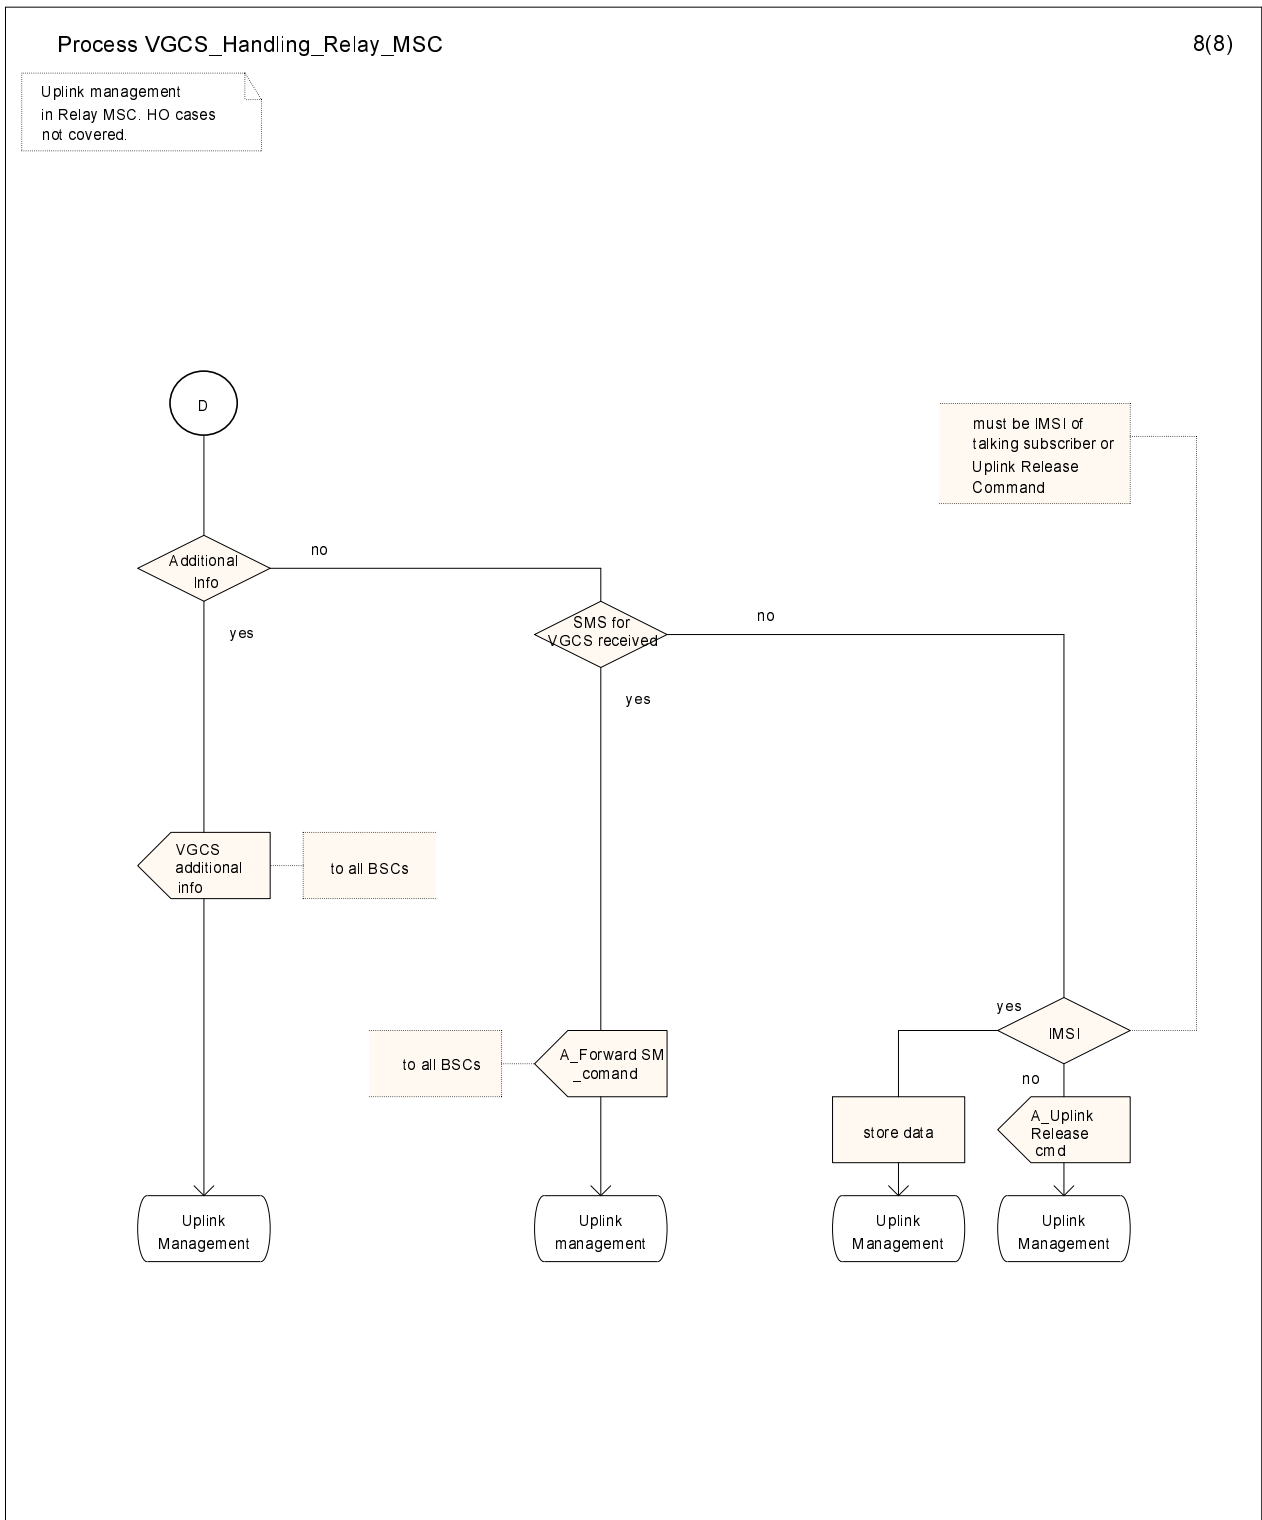 Process VGCS_Handling_Relay_MSC
8(8)
Uplink management
in Relay MSC. HO cases
not covered.
D
must be IMSI of
talking subscriber or
Uplink Release
Command
Additional
Info
no
yes
SMS for
VGCS received
no
yes
VGCS
additional
info
to all BSCs
yes
IMSI
no
to all BSCs
A_Forward SM
_comand
store data
A_Uplink
Release
cmd
Uplink
Management
Uplink
management
Uplink
Management
Uplink
Management